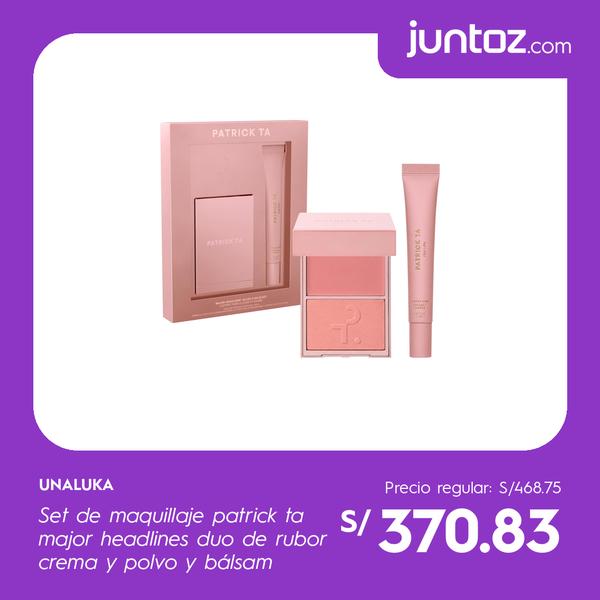 juntoz.com
PATRICK TA
PATRICK TA
PATRICK TA
UNALUKA
Set de maquillaje patrick ta
major headlines duo de rubor
crema y polvo y bálsam
Precio regular: S/468.75
S/370.83